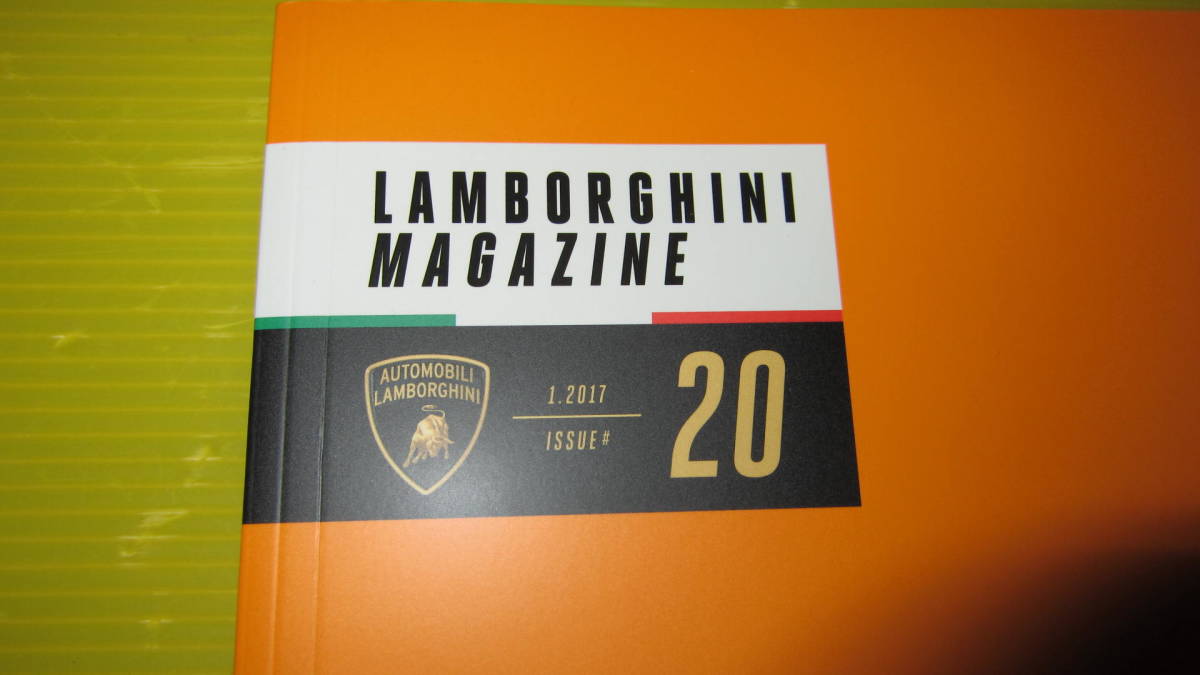 LAMBORGHINI
MAGAZINE
AUTOMOBILI
LAMBORGHINI
1.2017
ISSUE#
20